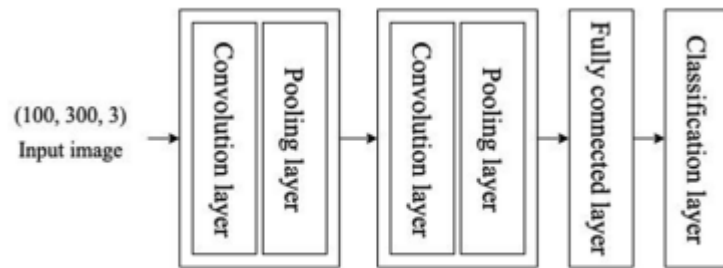 (100, 300, 3)
Input image
Convolution layer
Pooling layer
Convolution layer
Pooling layer
Fully connected layer
Classification layer